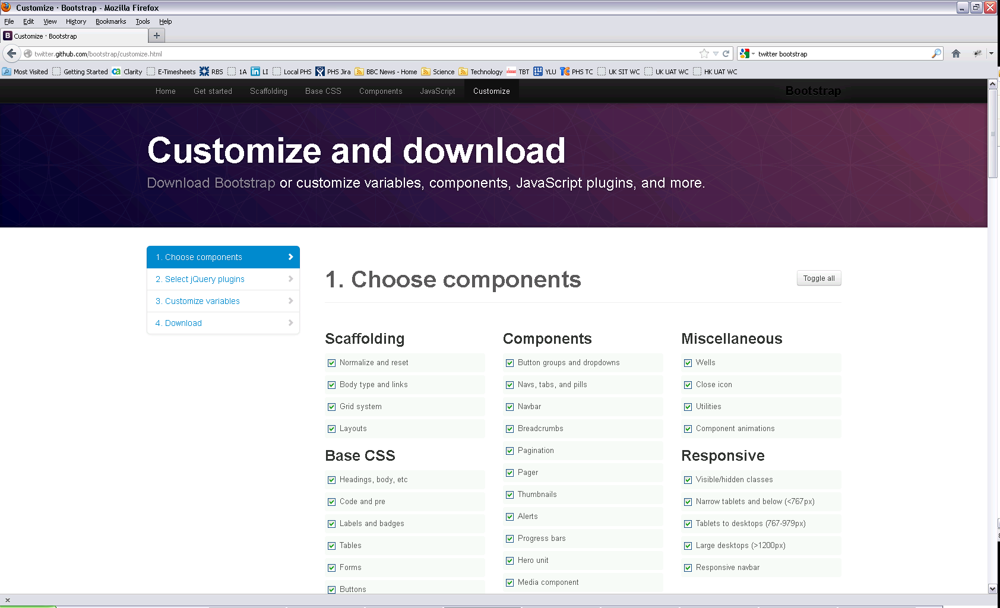 Customize · Bootstrap - Mozilla Firefox
File Edit View History Bookmarks Tools Help
B Customize · Bootstrap
twitter.github.com/bootstrap/customize.html
twitter bootstrap
Most Visited Getting Started ca Clarity E-Timesheets RBS 1A in LI Local PHS PHS Jira BBC News - Home Science Technology TBT YLU TC PHS TC UK SIT WC UK UAT WC HK UAT WC
Home Get started Scaffolding Base CSS Components JavaScript Customize Bootstrap
Customize and download
Download Bootstrap or customize variables, components, JavaScript plugins, and more.
1. Choose components
2. Select jQuery plugins
3. Customize variables
4. Download
1. Choose components
Toggle all
Scaffolding
Normalize and reset
Body type and links
Grid system
Layouts
Base CSS
Headings, body, etc
Code and pre
Labels and badges
Tables
Forms
Buttons
Components
Button groups and dropdowns
Navs, tabs, and pills
Navbar
Breadcrumbs
Pagination
Pager
Thumbnails
Alerts
Progress bars
Hero unit
Media component
Miscellaneous
Wells
Close icon
Utilities
Component animations
Responsive
Visible/hidden classes
Narrow tablets and below (<767px)
Tablets to desktops (767-979px)
Large desktops (>1200px)
Responsive navbar